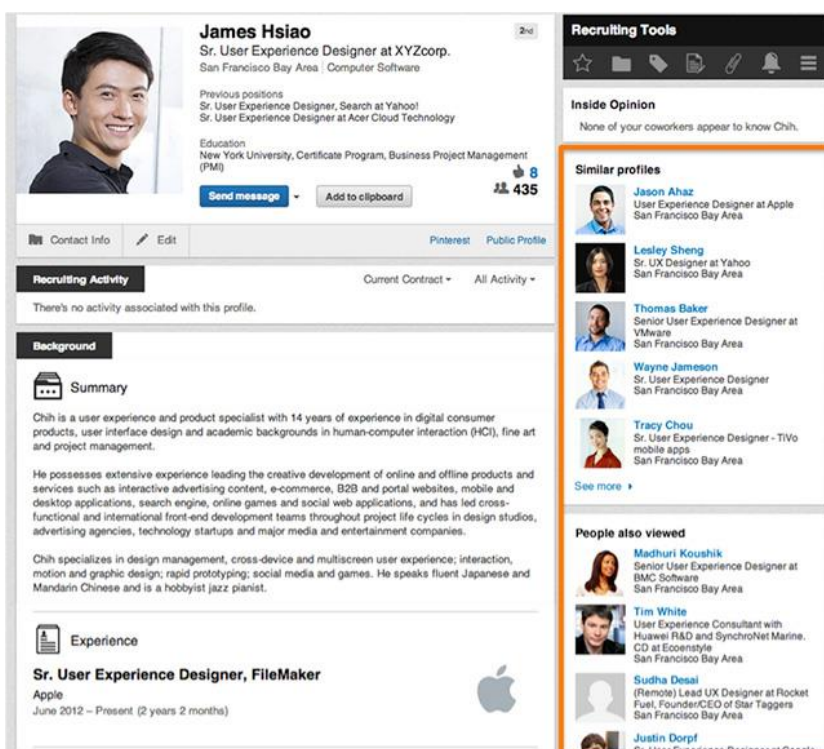 James Hsiao
2nd
Sr. User Experience Designer at XYZcorp.
San Francisco Bay Area | Computer Software
Previous positions
Sr. User Experience Designer, Search at Yahoo!
Sr. User Experience Designer at Acer Cloud Technology
Education
New York University, Certificate Program, Business Project Management
(PMI)
8
435
Send message
Add to clipboard
Contact Info
Edit
Pinterest
Public Profile
Recruiting Activity
Current Contract
All Activity
There's no activity associated with this profile.
Background
Summary
Chih is a user experience and product specialist with 14 years of experience in digital consumer
products, user interface design and academic backgrounds in human-computer interaction (HCI), fine art
and project management.
He possesses extensive experience leading the creative development of online and offline products and
services such as interactive advertising content, e-commerce, B2B and portal websites, mobile and
desktop applications, search engine, online games and social web applications, and has led cross-
functional and international front-end development teams throughout project life cycles in design studios,
advertising agencies, technology startups and major media and entertainment companies.
Chih specializes in design management, cross-device and multiscreen user experience; interaction,
motion and graphic design; rapid prototyping; social media and games. He speaks fluent Japanese and
Mandarin Chinese and is a hobbyist jazz pianist.
Experience
Sr. User Experience Designer, FileMaker
Apple
June 2012 – Present (2 years 2 months)
Recruiting Tools
Inside Opinion
None of your coworkers appear to know Chih.
Similar profiles
Jason Ahaz
User Experience Designer at Apple
San Francisco Bay Area
Lesley Sheng
Sr. UX Designer at Yahoo
San Francisco Bay Area
Thomas Baker
Senior User Experience Designer at
VMware
San Francisco Bay Area
Wayne Jameson
Sr. User Experience Designer
San Francisco Bay Area
Tracy Chou
Sr. User Experience Designer - TiVo
mobile apps
San Francisco Bay Area
See more
People also viewed
Madhuri Koushik
Senior User Experience Designer at
BMC Software
San Francisco Bay Area
Tim White
User Experience Consultant with
Huawei R&D and SynchroNet Marine.
CD at Ecoenstyle
San Francisco Bay Area
Sudha Desai
(Remote) Lead UX Designer at Rocket
Fuel, Founder/CEO of Star Taggers
San Francisco Bay Area
Justin Dorpf
Sr. User Experience Designer at Google